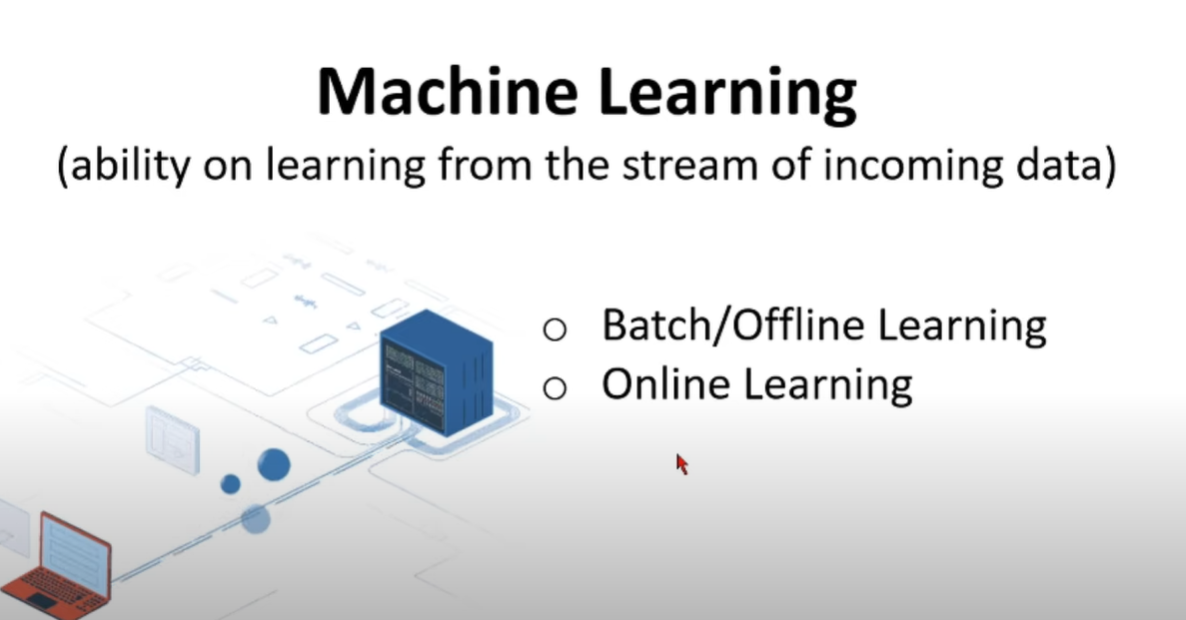 Machine Learning
(ability on learning from the stream of incoming data)
○ Batch/Offline Learning
○ Online Learning